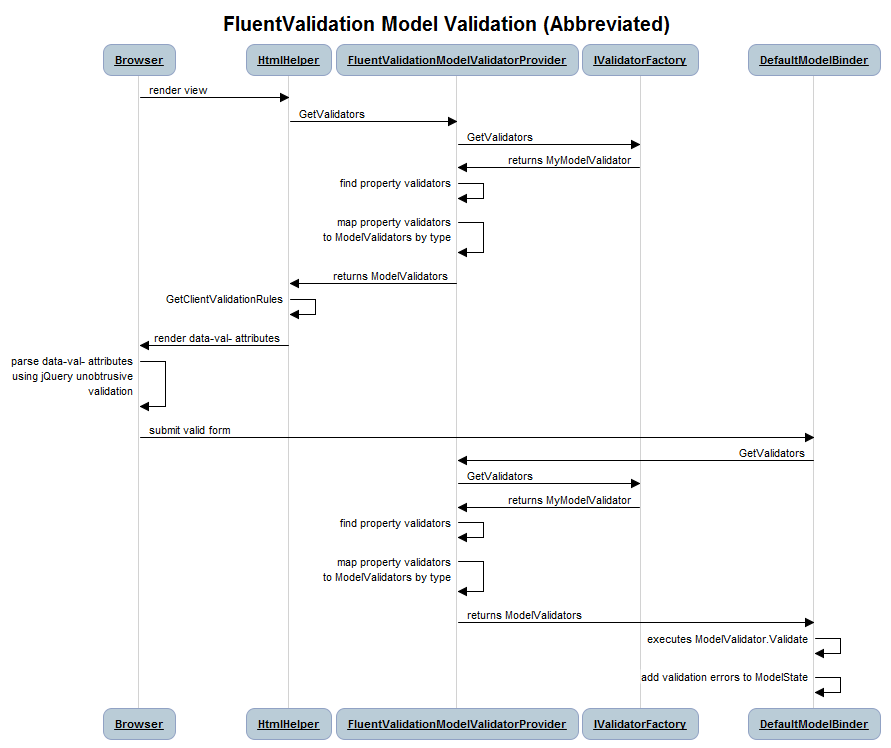 FluentValidation Model Validation (Abbreviated)
Browser
HtmlHelper
FluentValidationModelValidatorProvider
IValidatorFactory
DefaultModelBinder
render view
GetValidators
GetValidators
returns MyModelValidator
find property validators
map property validators
to ModelValidators by type
returns ModelValidators
GetClientValidationRules
render data-val- attributes
parse data-val- attributes
using jQuery unobtrusive
validation
submit valid form
GetValidators
GetValidators
returns MyModelValidator
find property validators
map property validators
to ModelValidators by type
returns ModelValidators
executes ModelValidator.Validate
add validation errors to ModelState
Browser
HtmlHelper
FluentValidationModelValidatorProvider
IValidatorFactory
DefaultModelBinder